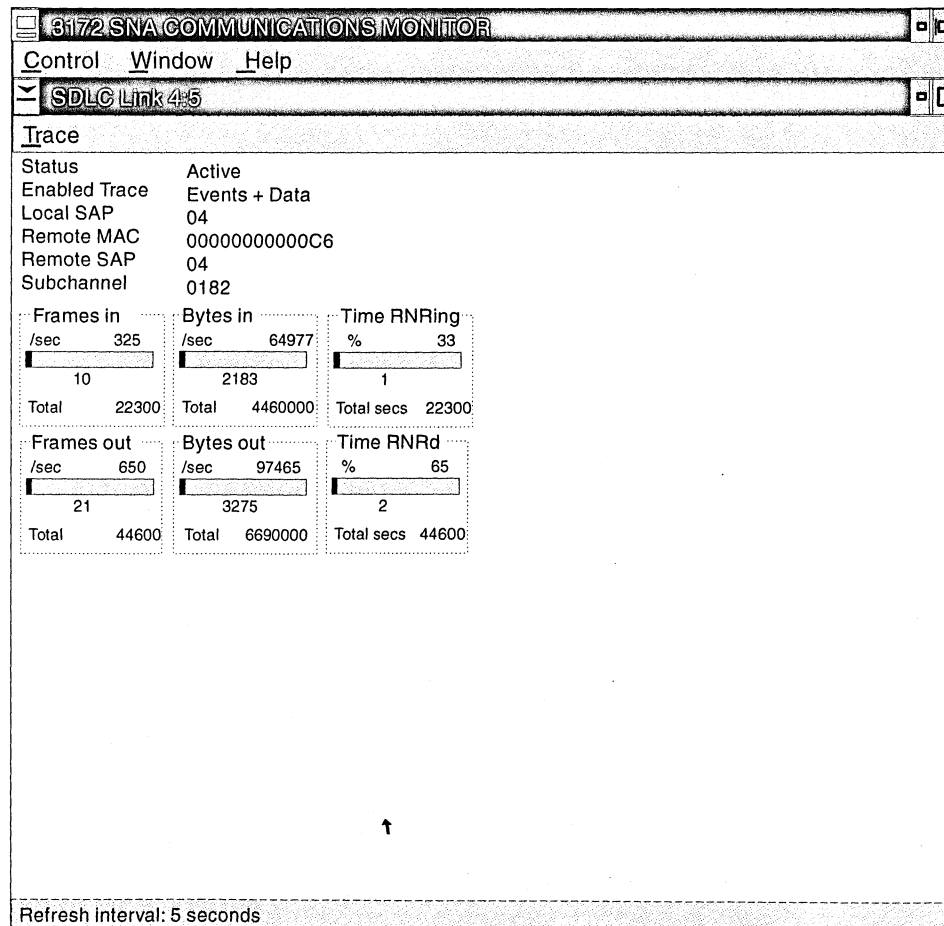 3172 SNA COMMUNICATIONS MONITOR
Control Window Help
SDLC Link 4:5
Trace
Status Active
Enabled Trace Events + Data
Local SAP 04
Remote MAC 00000000000C6
Remote SAP 04
Subchannel 0182
Frames in Bytes in Time RNRing
/sec 325 /sec 64977 % 33
10 2183 1
Total 22300 Total 4460000 Total secs 22300
Frames out Bytes out Time RNRd
/sec 650 /sec 97465 % 65
21 3275 2
Total 44600 Total 6690000 Total secs 44600
Refresh interval: 5 seconds